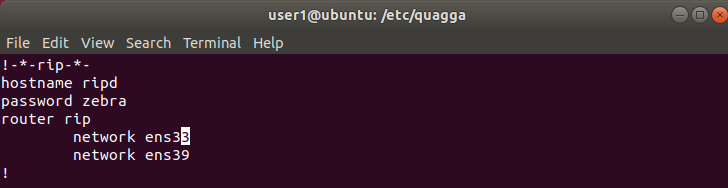 user1@ubuntu: /etc/quagga
File Edit View Search Terminal Help
!-*-rip-*-
hostname ripd
password zebra
router rip
        network ens33
        network ens39
!